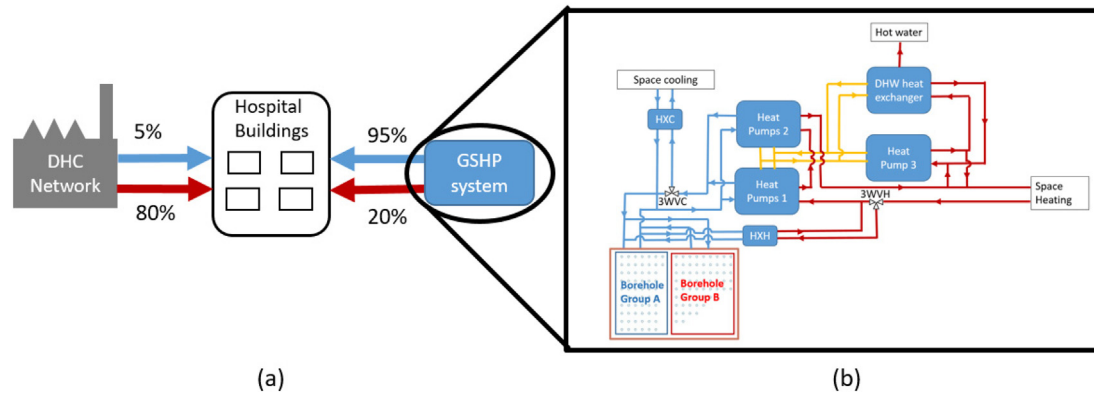 5%
DHC
Network
80%
Hospital
Buildings
95%
GSHP
system
20%
(a)
Hot water
Space cooling
DHW heat
exchanger
HXC
Heat
Pumps 2
Heat
Pump 3
Heat
Pumps 1
3WVC
3WVH
Space
Heating
HXH
Borehole
Group A
Borehole
Group B
(b)